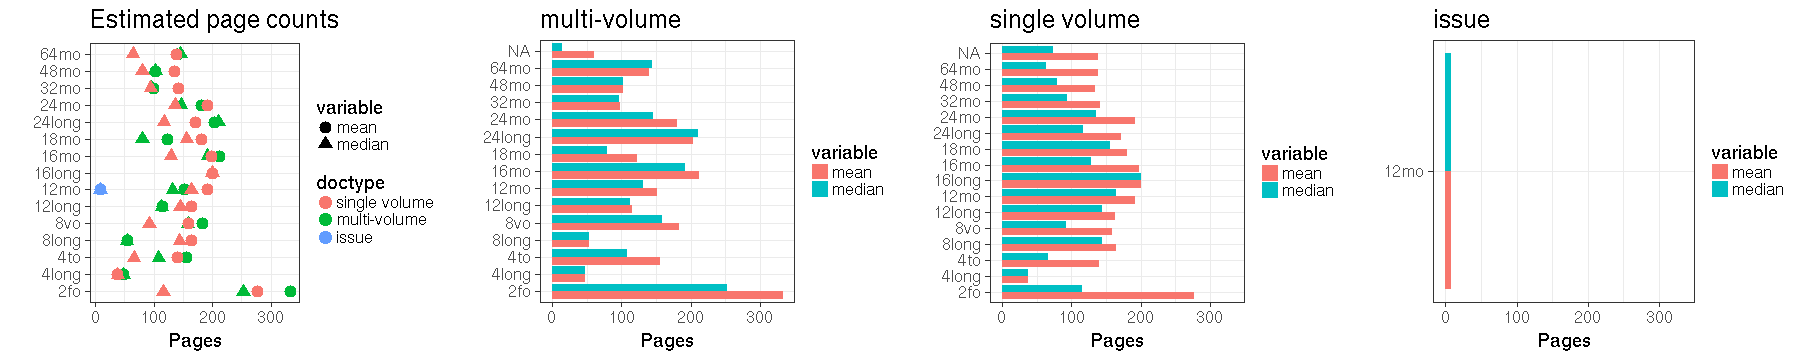 Estimated page counts
64mo
48mo
32mo
24mo
24long
18mo
16mo
16long
12mo
12long
8vo
8long
4to
4long
2fo
0 100 200 300
Pages
variable
mean
median
doctype
single volume
multi-volume
issue
multi-volume
NA
64mo
48mo
32mo
24mo
24long
18mo
16mo
12mo
12long
8vo
8long
4to
4long
2fo
0 100 200 300
Pages
variable
mean
median
single volume
NA
64mo
48mo
32mo
24mo
24long
18mo
16mo
16long
12mo
12long
8vo
8long
4to
4long
2fo
0 100 200 300
Pages
variable
mean
median
issue
12mo
0 100 200 300
Pages
variable
mean
median